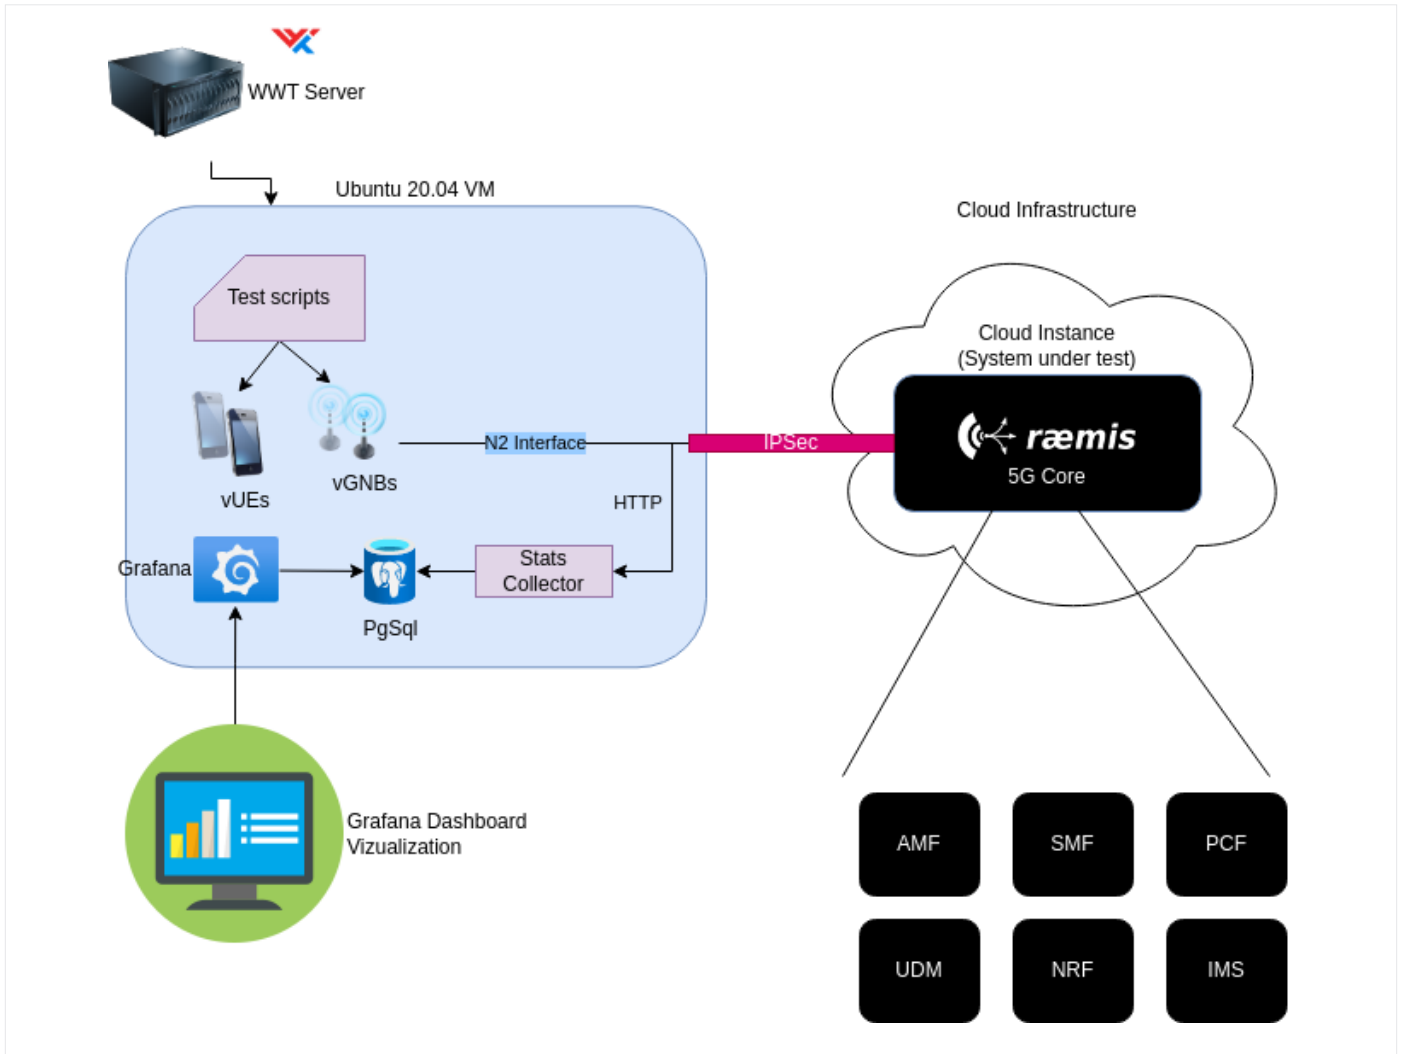 WWT Server
Ubuntu 20.04 VM
Cloud Infrastructure
Test scripts
Cloud Instance
(System under test)
ræmis
5G Core
N2 Interface
IPSec
vGNBs
vUEs
HTTP
Grafana
Stats
Collector
PgSql
Grafana Dashboard
Vizualization
AMF
SMF
PCF
UDM
NRF
IMS